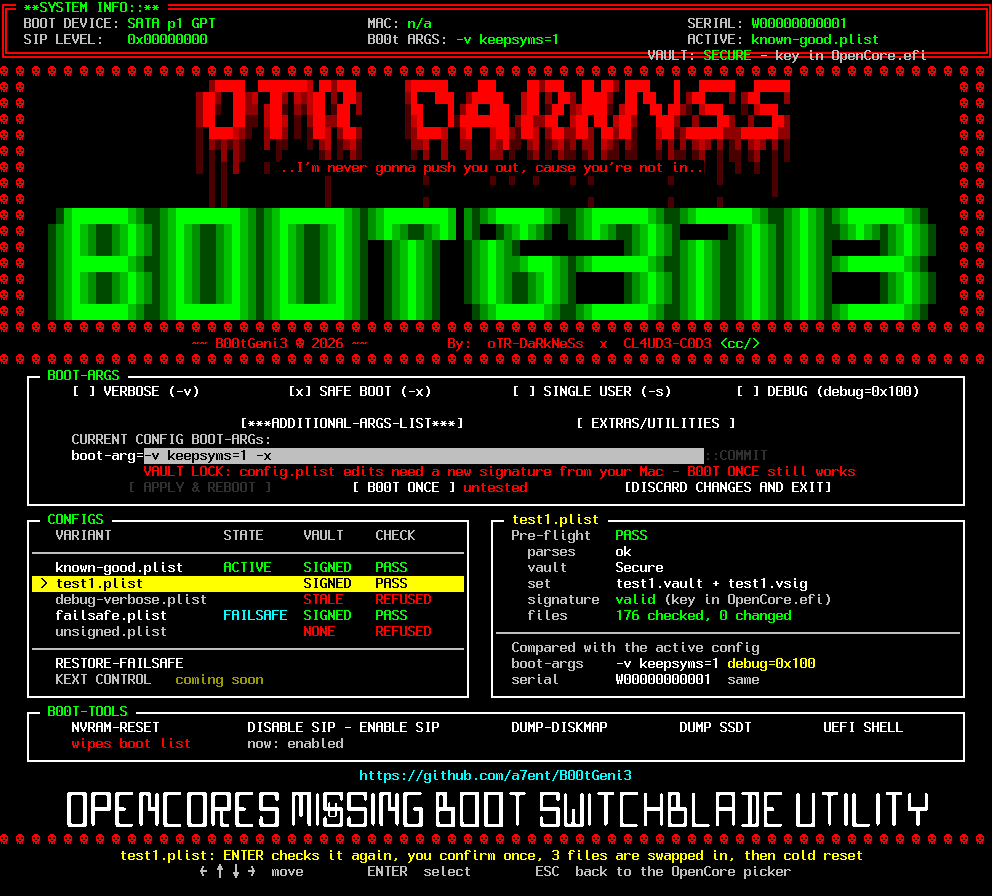 **SYSTEM INFO::**
BOOT DEVICE: SATA p1 GPT MAC: n/a SERIAL: W00000000001
SIP LEVEL: 0x00000000 B00t ARGS: -v keepsyms=1 ACTIVE: known-good.plist
VAULT: SECURE - key in OpenCore.efi
OTR DARKNSS
..I'm never gonna push you out, cause you're not in..
B00TG3N13
~~ B00tGeni3 © 2026 ~~ By: oTR-DaRkNeSs x CL4UD3-C0D3 <cc/>
BOOT-ARGS
[ ] VERBOSE (-v) [x] SAFE BOOT (-x) [ ] SINGLE USER (-s) [ ] DEBUG (debug=0x100)
[***ADDITIONAL-ARGS-LIST***] [ EXTRAS/UTILITIES ]
CURRENT CONFIG BOOT-ARGs:
boot-arg=-v keepsyms=1 -x ::COMMIT
VAULT LOCK: config.plist edits need a new signature from your Mac - B00T ONCE still works
[ APPLY & REBOOT ] [ B00T ONCE ] untested [DISCARD CHANGES AND EXIT]
CONFIGS
VARIANT STATE VAULT CHECK
known-good.plist ACTIVE SIGNED PASS
> test1.plist SIGNED PASS
debug-verbose.plist STALE REFUSED
failsafe.plist FAILSAFE SIGNED PASS
unsigned.plist NONE REFUSED
RESTORE-FAILSAFE
KEXT CONTROL coming soon
test1.plist
Pre-flight PASS
parses ok
vault Secure
set test1.vault + test1.vsig
signature valid (key in OpenCore.efi)
files 176 checked, 0 changed
Compared with the active config
boot-args -v keepsyms=1 debug=0x100
serial W00000000001 same
B00T-TOOLS
NVRAM-RESET DISABLE SIP - ENABLE SIP DUMP-DISKMAP DUMP SSDT UEFI SHELL
wipes boot list now: enabled
https://github.com/a7ent/B00tGeni3
OPENCORES MISSING BOOT SWITCHBLADE UTILITY
test1.plist: ENTER checks it again, you confirm once, 3 files are swapped in, then cold reset
← ↑ ↓ → move ENTER select ESC back to the OpenCore picker